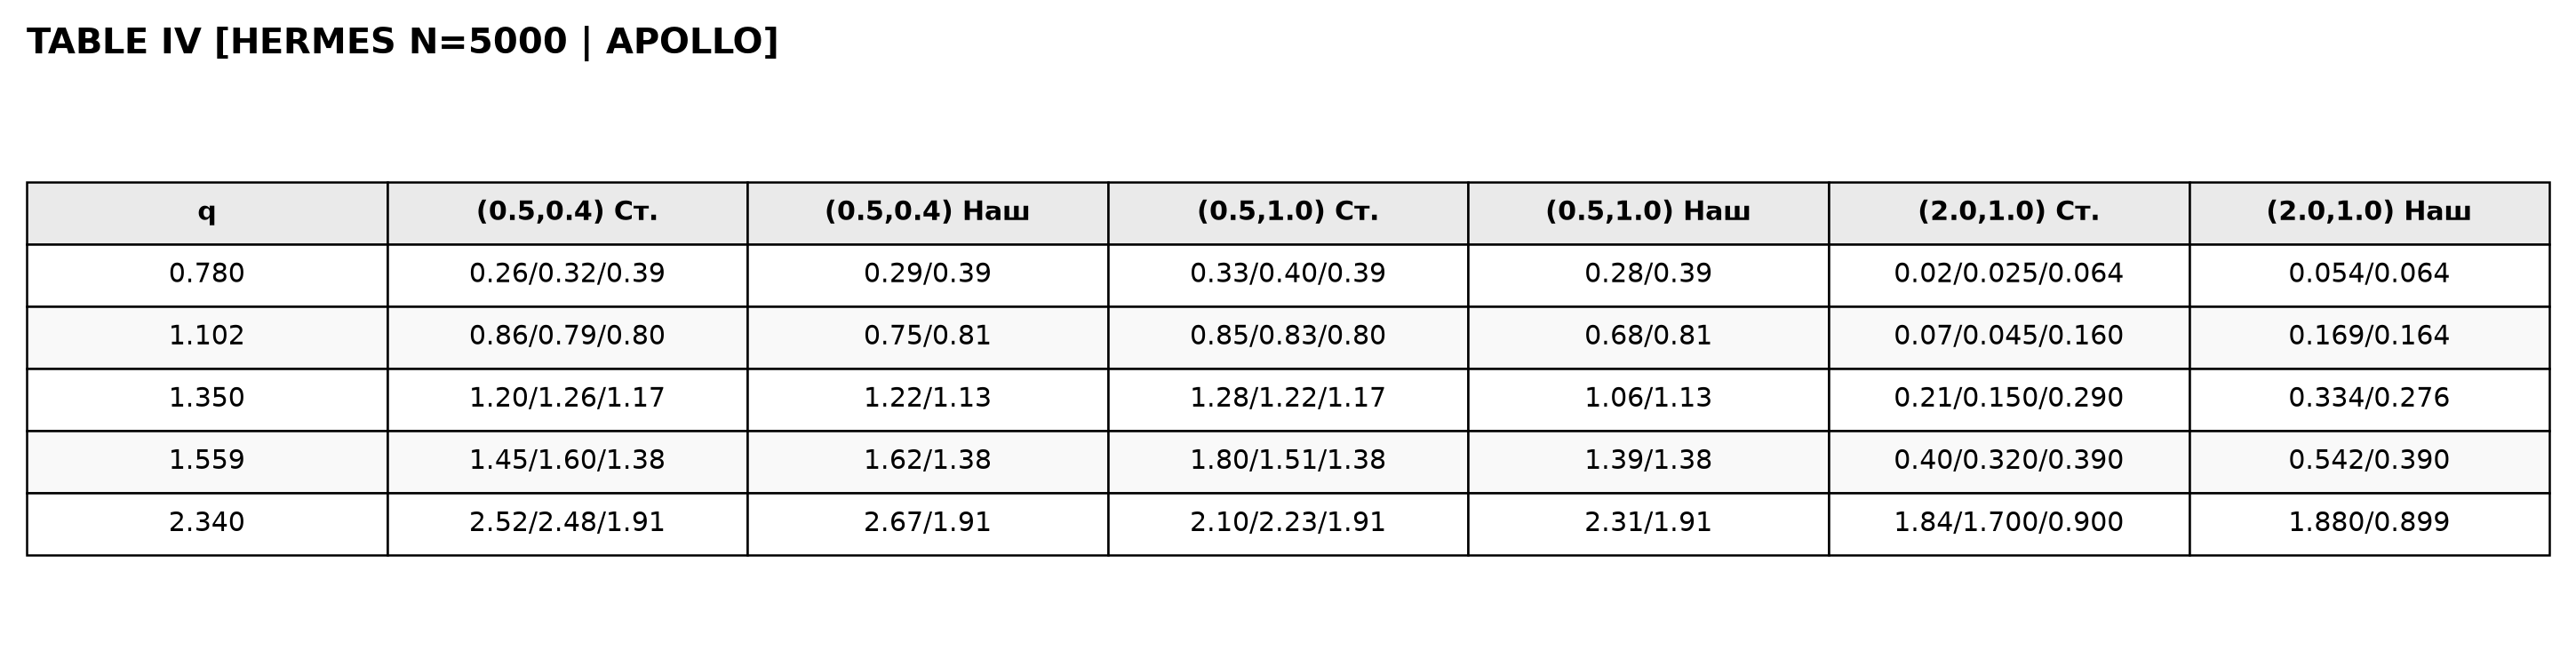 TABLE IV [HERMES N=5000 | APOLLO]
q (0.5,0.4) Ст. (0.5,0.4) Наш (0.5,1.0) Ст. (0.5,1.0) Наш (2.0,1.0) Ст. (2.0,1.0) Наш
0.780 0.26/0.32/0.39 0.29/0.39 0.33/0.40/0.39 0.28/0.39 0.02/0.025/0.064 0.054/0.064
1.102 0.86/0.79/0.80 0.75/0.81 0.85/0.83/0.80 0.68/0.81 0.07/0.045/0.160 0.169/0.164
1.350 1.20/1.26/1.17 1.22/1.13 1.28/1.22/1.17 1.06/1.13 0.21/0.150/0.290 0.334/0.276
1.559 1.45/1.60/1.38 1.62/1.38 1.80/1.51/1.38 1.39/1.38 0.40/0.320/0.390 0.542/0.390
2.340 2.52/2.48/1.91 2.67/1.91 2.10/2.23/1.91 2.31/1.91 1.84/1.700/0.900 1.880/0.899